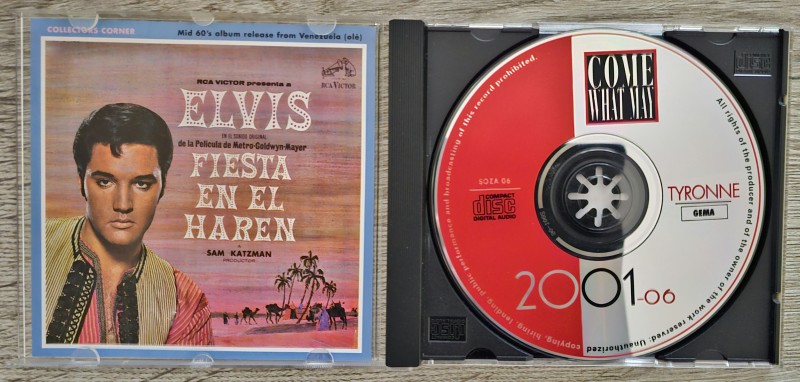 COLLECTORS CORNER
Mid 60's album release from Venezuela (olé)
RCA VICTOR presenta a
RCA VICTOR
ELVIS
EN EL SONIDO ORIGINAL
de la Película de Metro-Goldwyn-Mayer
FIESTA
EN EL
HAREN
SAM KATZMAN
PRODUCTOR
COME
WHAT MAY
All rights of the producer and of the owner of the work reserved. Unauthorized copying, hiring, lending, public performance and broadcasting of this record prohibited.
TYRONNE
GEMA
COMPACT
disc
DIGITAL AUDIO
2001-06